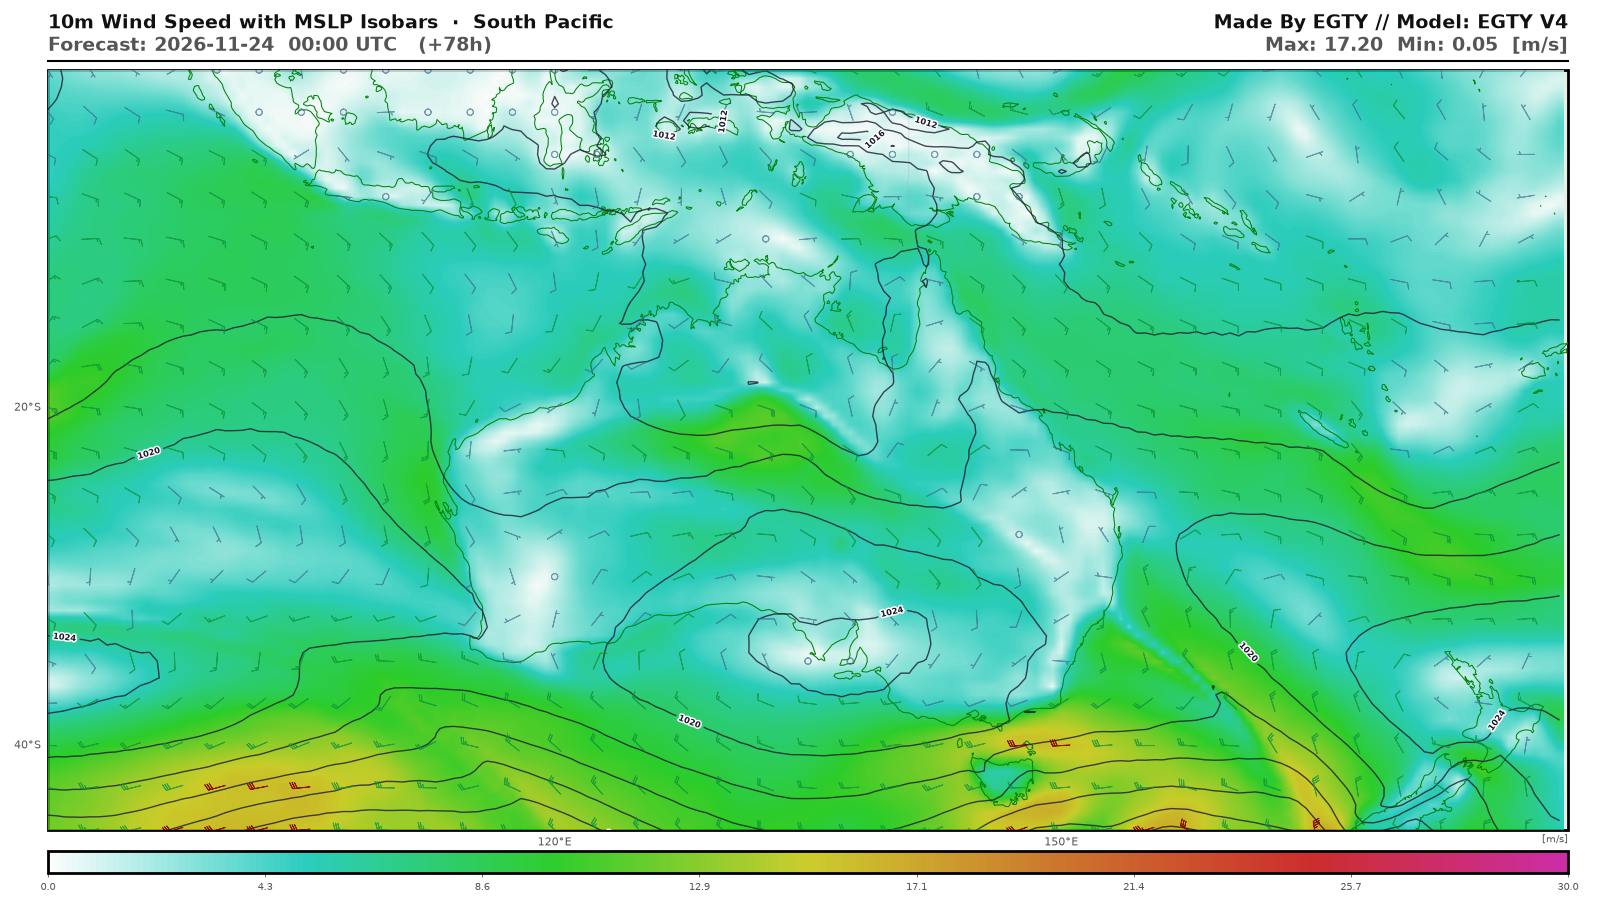 10m Wind Speed with MSLP Isobars · South Pacific
Made By EGTY // Model: EGTY V4
Forecast: 2026-11-24 00:00 UTC (+78h)
Max: 17.20 Min: 0.05 [m/s]
1012
1012
1012
1016
20°S
1020
1024
1024
1020
1020
1024
40°S
120°E
150°E
[m/s]
0.0
4.3
8.6
12.9
17.1
21.4
25.7
30.0